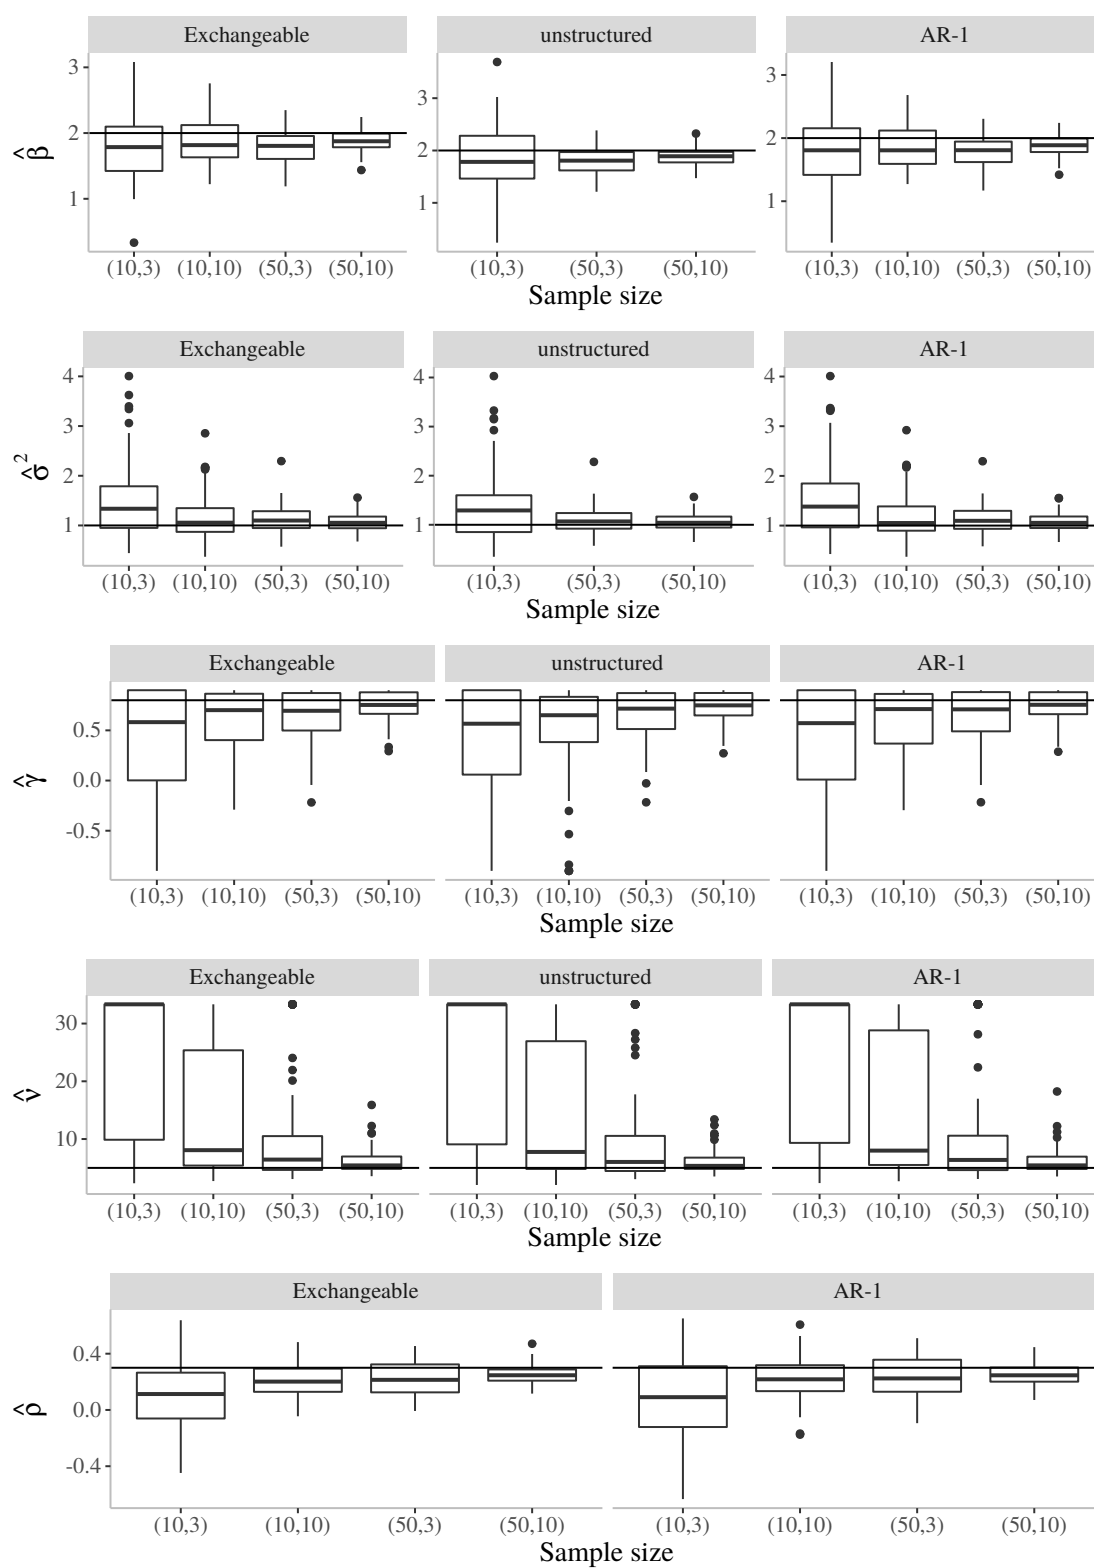 Exchangeable unstructured AR-1
3 3 3
2 2 2
1 1 1
β̂
(10,3) (10,10) (50,3) (50,10) (10,3) (50,3) (50,10) (10,3) (10,10) (50,3) (50,10)
Sample size
Exchangeable unstructured AR-1
4 4 4
3 3 3
2 2 2
1 1 1
σ̂²
(10,3) (10,10) (50,3) (50,10) (10,3) (50,3) (50,10) (10,3) (10,10) (50,3) (50,10)
Sample size
Exchangeable unstructured AR-1
0.5
0.0
-0.5
γ̂
(10,3) (10,10) (50,3) (50,10) (10,3) (10,10) (50,3) (50,10) (10,3) (10,10) (50,3) (50,10)
Sample size
Exchangeable unstructured AR-1
30
20
10
ν̂
(10,3) (10,10) (50,3) (50,10) (10,3) (10,10) (50,3) (50,10) (10,3) (10,10) (50,3) (50,10)
Sample size
Exchangeable AR-1
0.4
0.0
-0.4
ρ̂
(10,3) (10,10) (50,3) (50,10) (10,3) (10,10) (50,3) (50,10)
Sample size